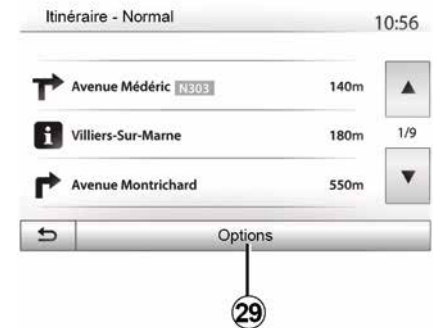 Itinéraire - Normal 10:56
Avenue Médéric N303 140m
Villiers-Sur-Marne 180m
1/9
Avenue Montrichard 550m
Options
29